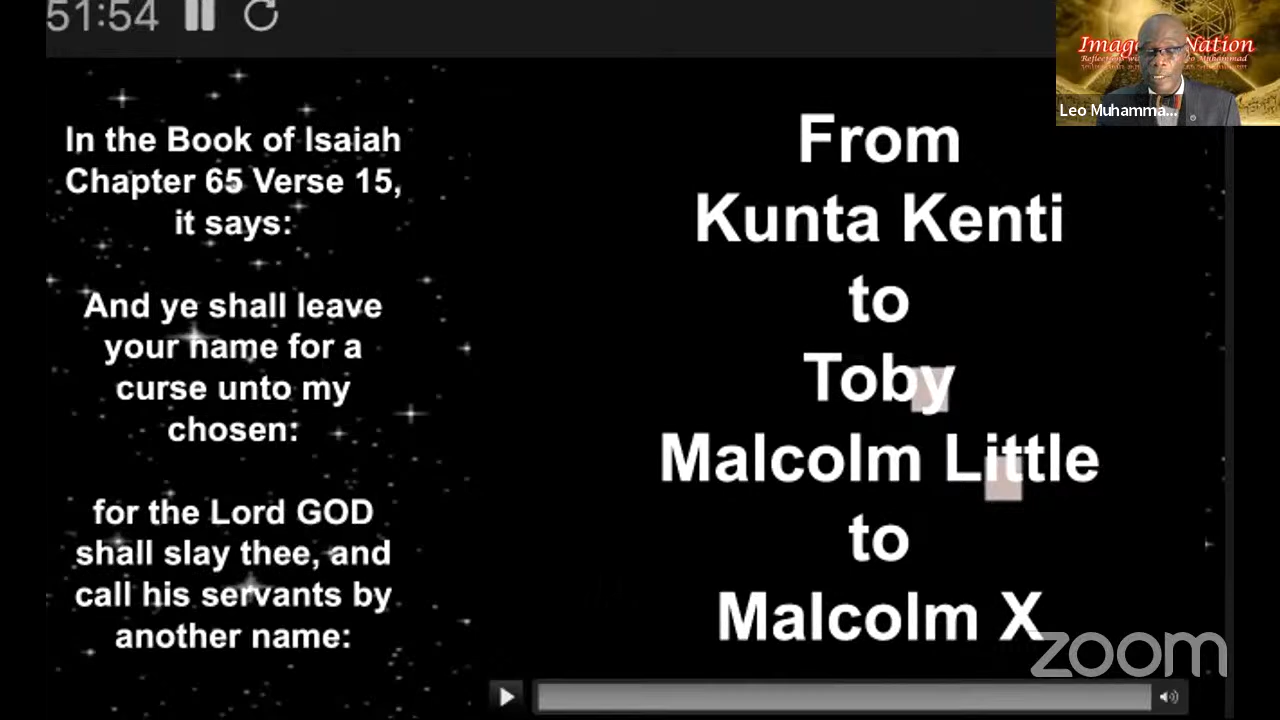 51:54
Leo Muhamma...
In the Book of Isaiah
Chapter 65 Verse 15,
it says:
And ye shall leave
your name for a
curse unto my
chosen:
for the Lord GOD
shall slay thee, and
call his servants by
another name:
From
Kunta Kenti
to
Toby
Malcolm Little
to
Malcolm X
zoom